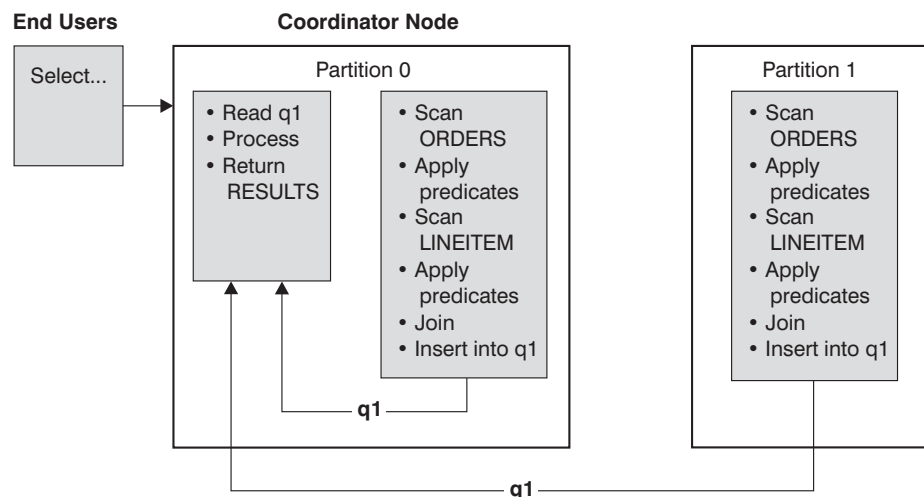 End Users
Coordinator Node
Select...
Partition 0
• Read q1
• Process
• Return
RESULTS
• Scan
ORDERS
• Apply
predicates
• Scan
LINEITEM
• Apply
predicates
• Join
• Insert into q1
q1
Partition 1
• Scan
ORDERS
• Apply
predicates
• Scan
LINEITEM
• Apply
predicates
• Join
• Insert into q1
q1